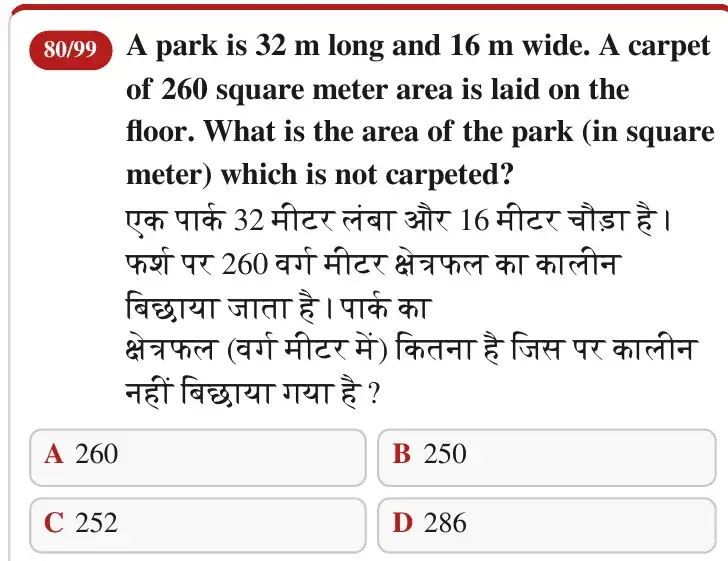 80/99 A park is 32 m long and 16 m wide. A carpet
of 260 square meter area is laid on the
floor. What is the area of the park (in square
meter) which is not carpeted?
एक पार्क 32 मीटर लंबा और 16 मीटर चौड़ा है।
फर्श पर 260 वर्ग मीटर क्षेत्रफल का कालीन
बिछाया जाता है। पार्क का
क्षेत्रफल (वर्ग मीटर में) कितना है जिस पर कालीन
नहीं बिछाया गया है ?
A 260
B 250
C 252
D 286